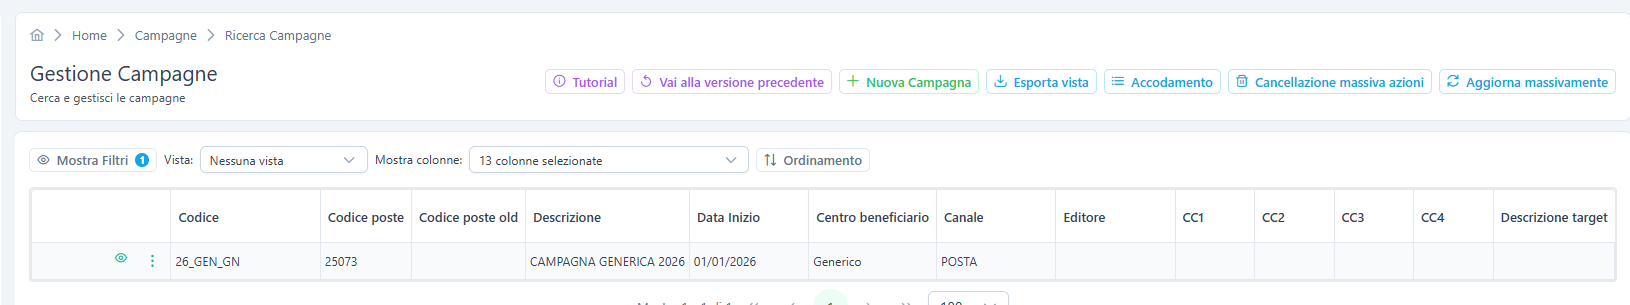 Home > Campagne > Ricerca Campagne
Gestione Campagne
Cerca e gestisci le campagne
Tutorial Vai alla versione precedente Nuova Campagna Esporta vista Accodamento Cancellazione massiva azioni Aggiorna massivamente
Mostra Filtri 1 Vista: Nessuna vista Mostra colonne: 13 colonne selezionate Ordinamento
Codice Codice poste Codice poste old Descrizione Data Inizio Centro beneficiario Canale Editore CC1 CC2 CC3 CC4 Descrizione target
26_GEN_GN 25073 CAMPAGNA GENERICA 2026 01/01/2026 Generico POSTA